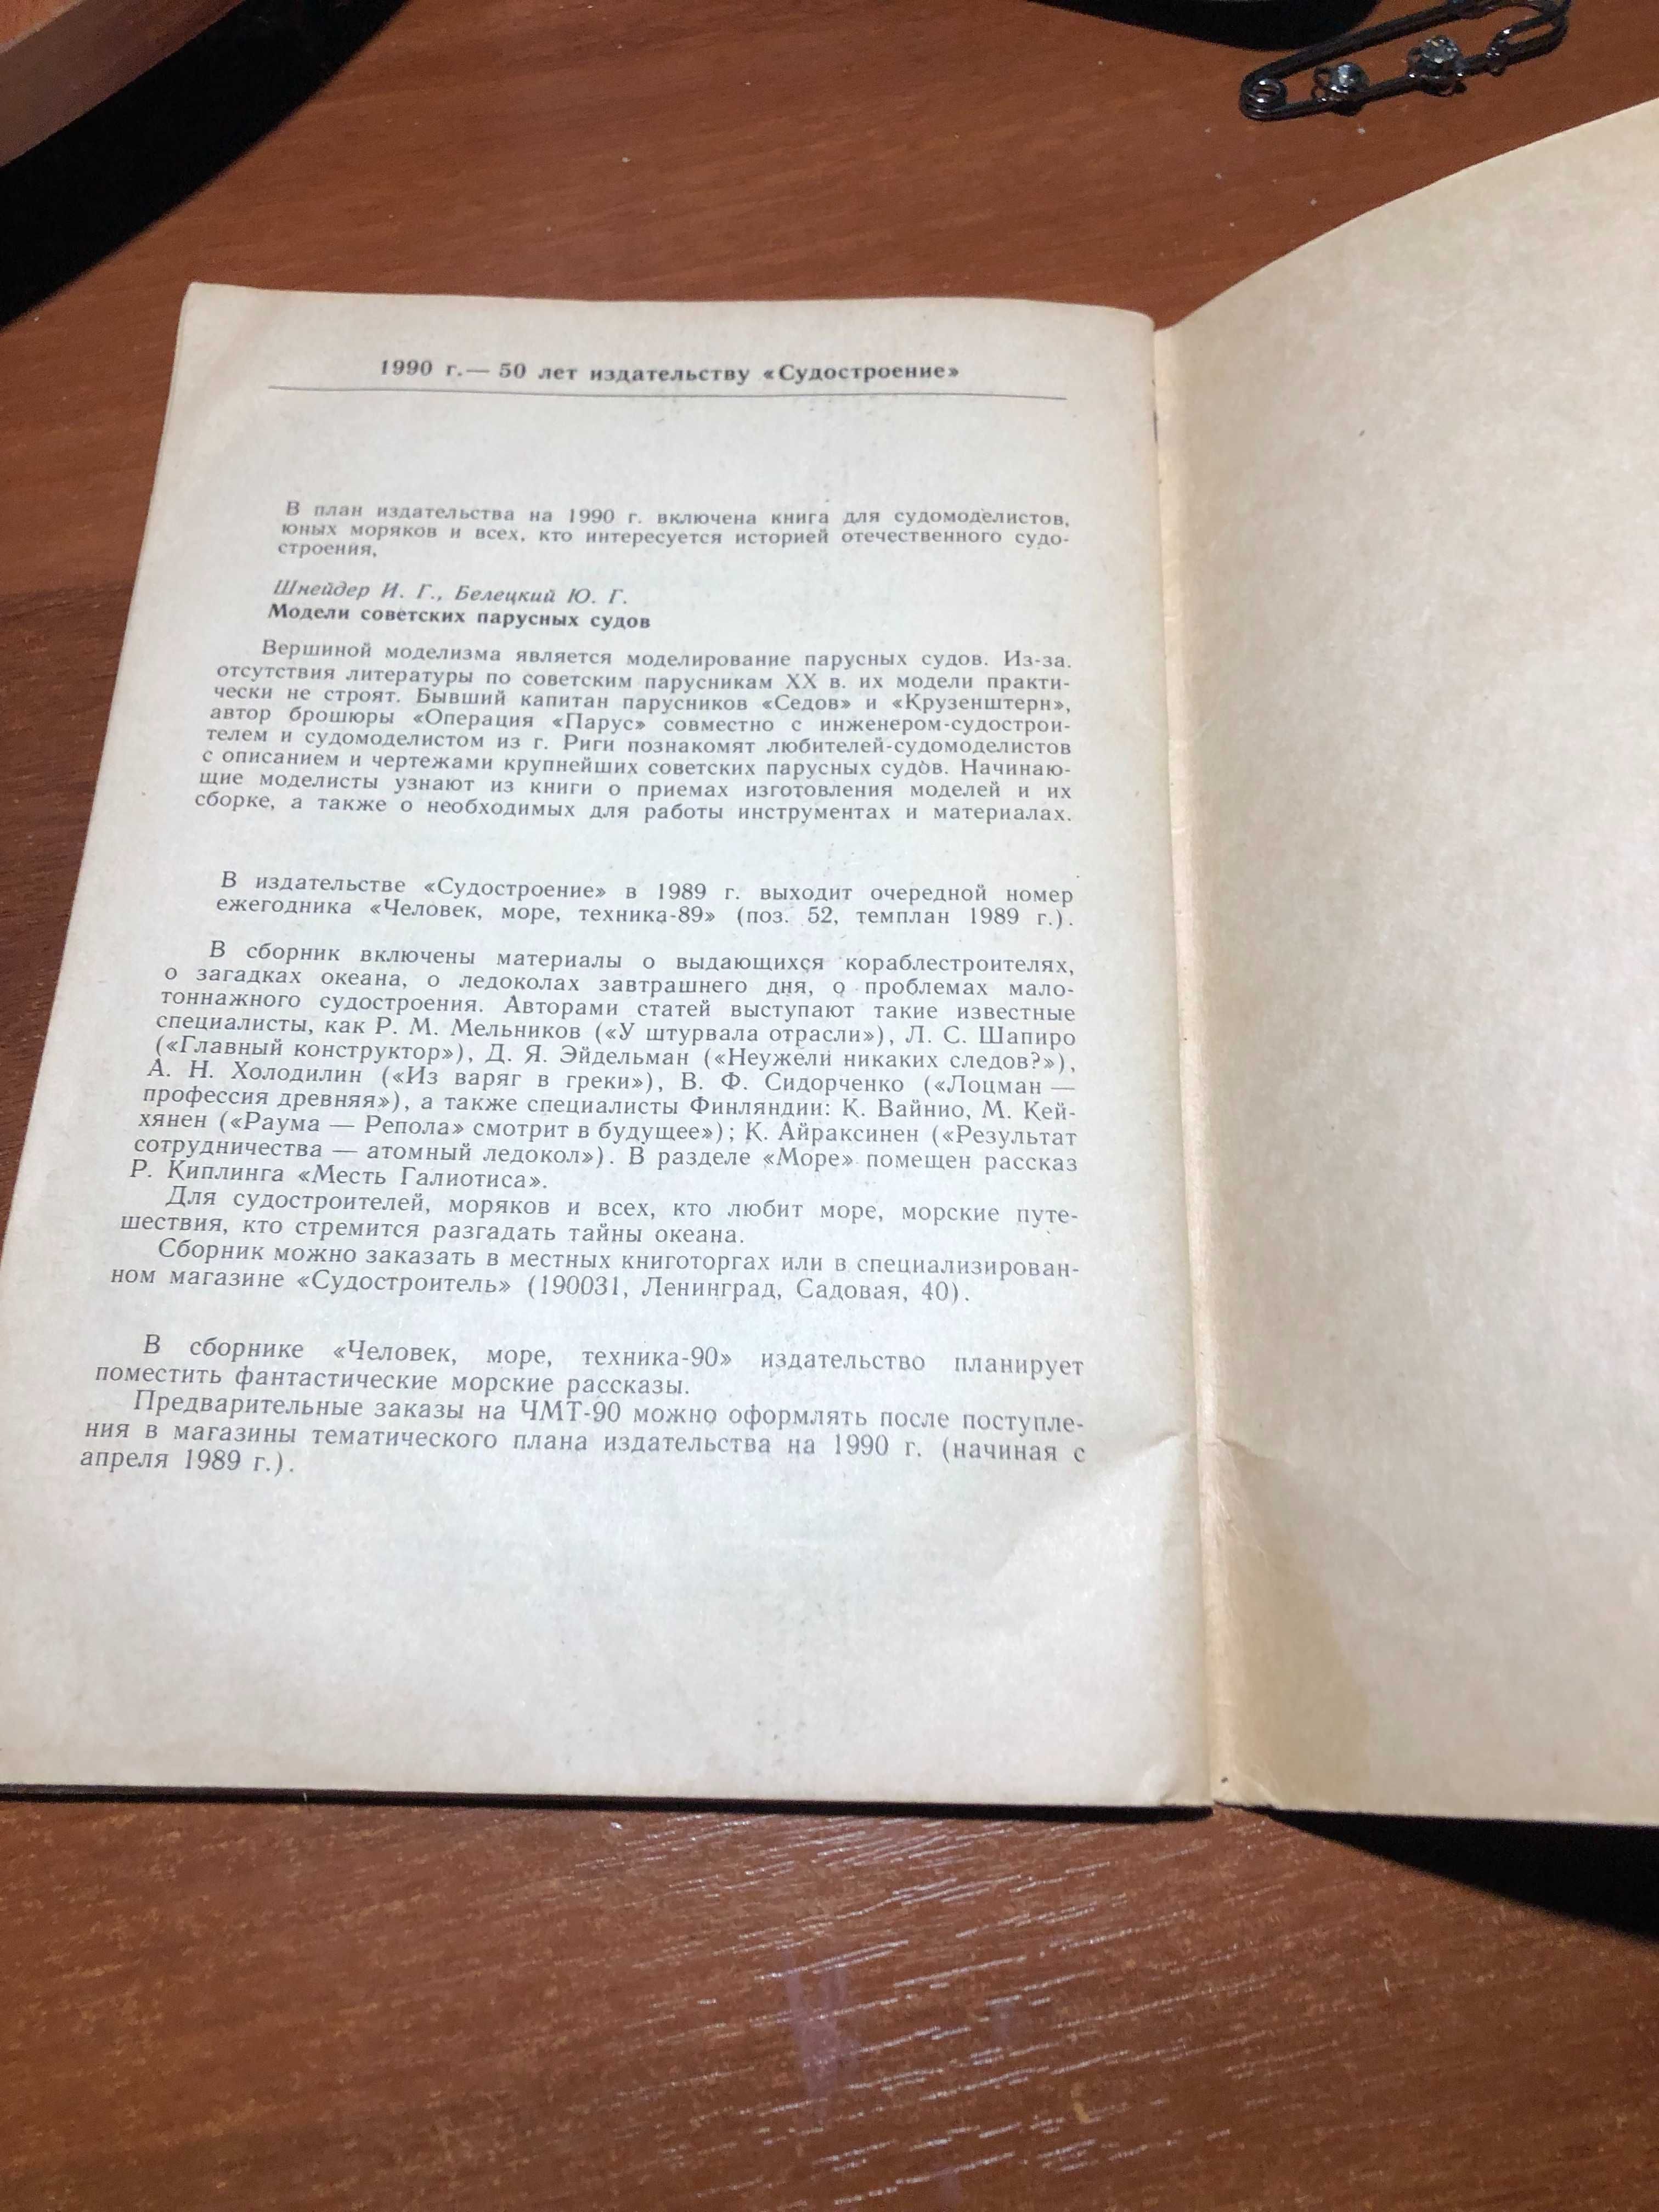 1990 г.— 50 лет издательству «Судостроение»
В план издательства на 1990 г. включена книга для судомоделистов,
юных моряков и всех, кто интересуется историей отечественного судо-
строения,
Шнейдер И. Г., Белецкий Ю. Г.
Модели советских парусных судов
Вершиной моделизма является моделирование парусных судов. Из-за.
отсутствия литературы по советским парусникам XX в. их модели практи-
чески не строят. Бывший капитан парусников «Седов» и «Крузенштерн»,
автор брошюры «Операция «Парус» совместно с инженером-судострои-
телем и судомоделистом из г. Риги познакомят любителей-судомоделистов
с описанием и чертежами крупнейших советских парусных судов. Начинаю-
щие моделисты узнают из книги о приемах изготовления моделей и их
сборке, а также о необходимых для работы инструментах и материалах.
В издательстве «Судостроение» в 1989 г. выходит очередной номер
ежегодника «Человек, море, техника-89» (поз. 52, темплан 1989 г.).
В сборник включены материалы о выдающихся кораблестроителях,
о загадках океана, о ледоколах завтрашнего дня, о проблемах мало-
тоннажного судостроения. Авторами статей выступают такие известные
специалисты, как Р. М. Мельников («У штурвала отрасли»), Л. С. Шапиро
(«Главный конструктор»), Д. Я. Эйдельман («Неужели никаких следов?»),
А. Н. Холодилин («Из варяг в греки»), В. Ф. Сидорченко («Лоцман —
профессия древняя»), а также специалисты Финляндии: К. Вайнио, М. Кей-
хянен («Раума — Репола» смотрит в будущее»); К. Айраксинен («Результат
сотрудничества — атомный ледокол»). В разделе «Море» помещен рассказ
Р. Киплинга «Месть Галиотиса».
Для судостроителей, моряков и всех, кто любит море, морские путе-
шествия, кто стремится разгадать тайны океана.
Сборник можно заказать в местных книготоргах или в специализирован-
ном магазине «Судостроитель» (190031, Ленинград, Садовая, 40).
В сборнике «Человек, море, техника-90» издательство планирует
поместить фантастические морские рассказы.
Предварительные заказы на ЧМТ-90 можно оформлять после поступле-
ния в магазины тематического плана издательства на 1990 г. (начиная с
апреля 1989 г.).